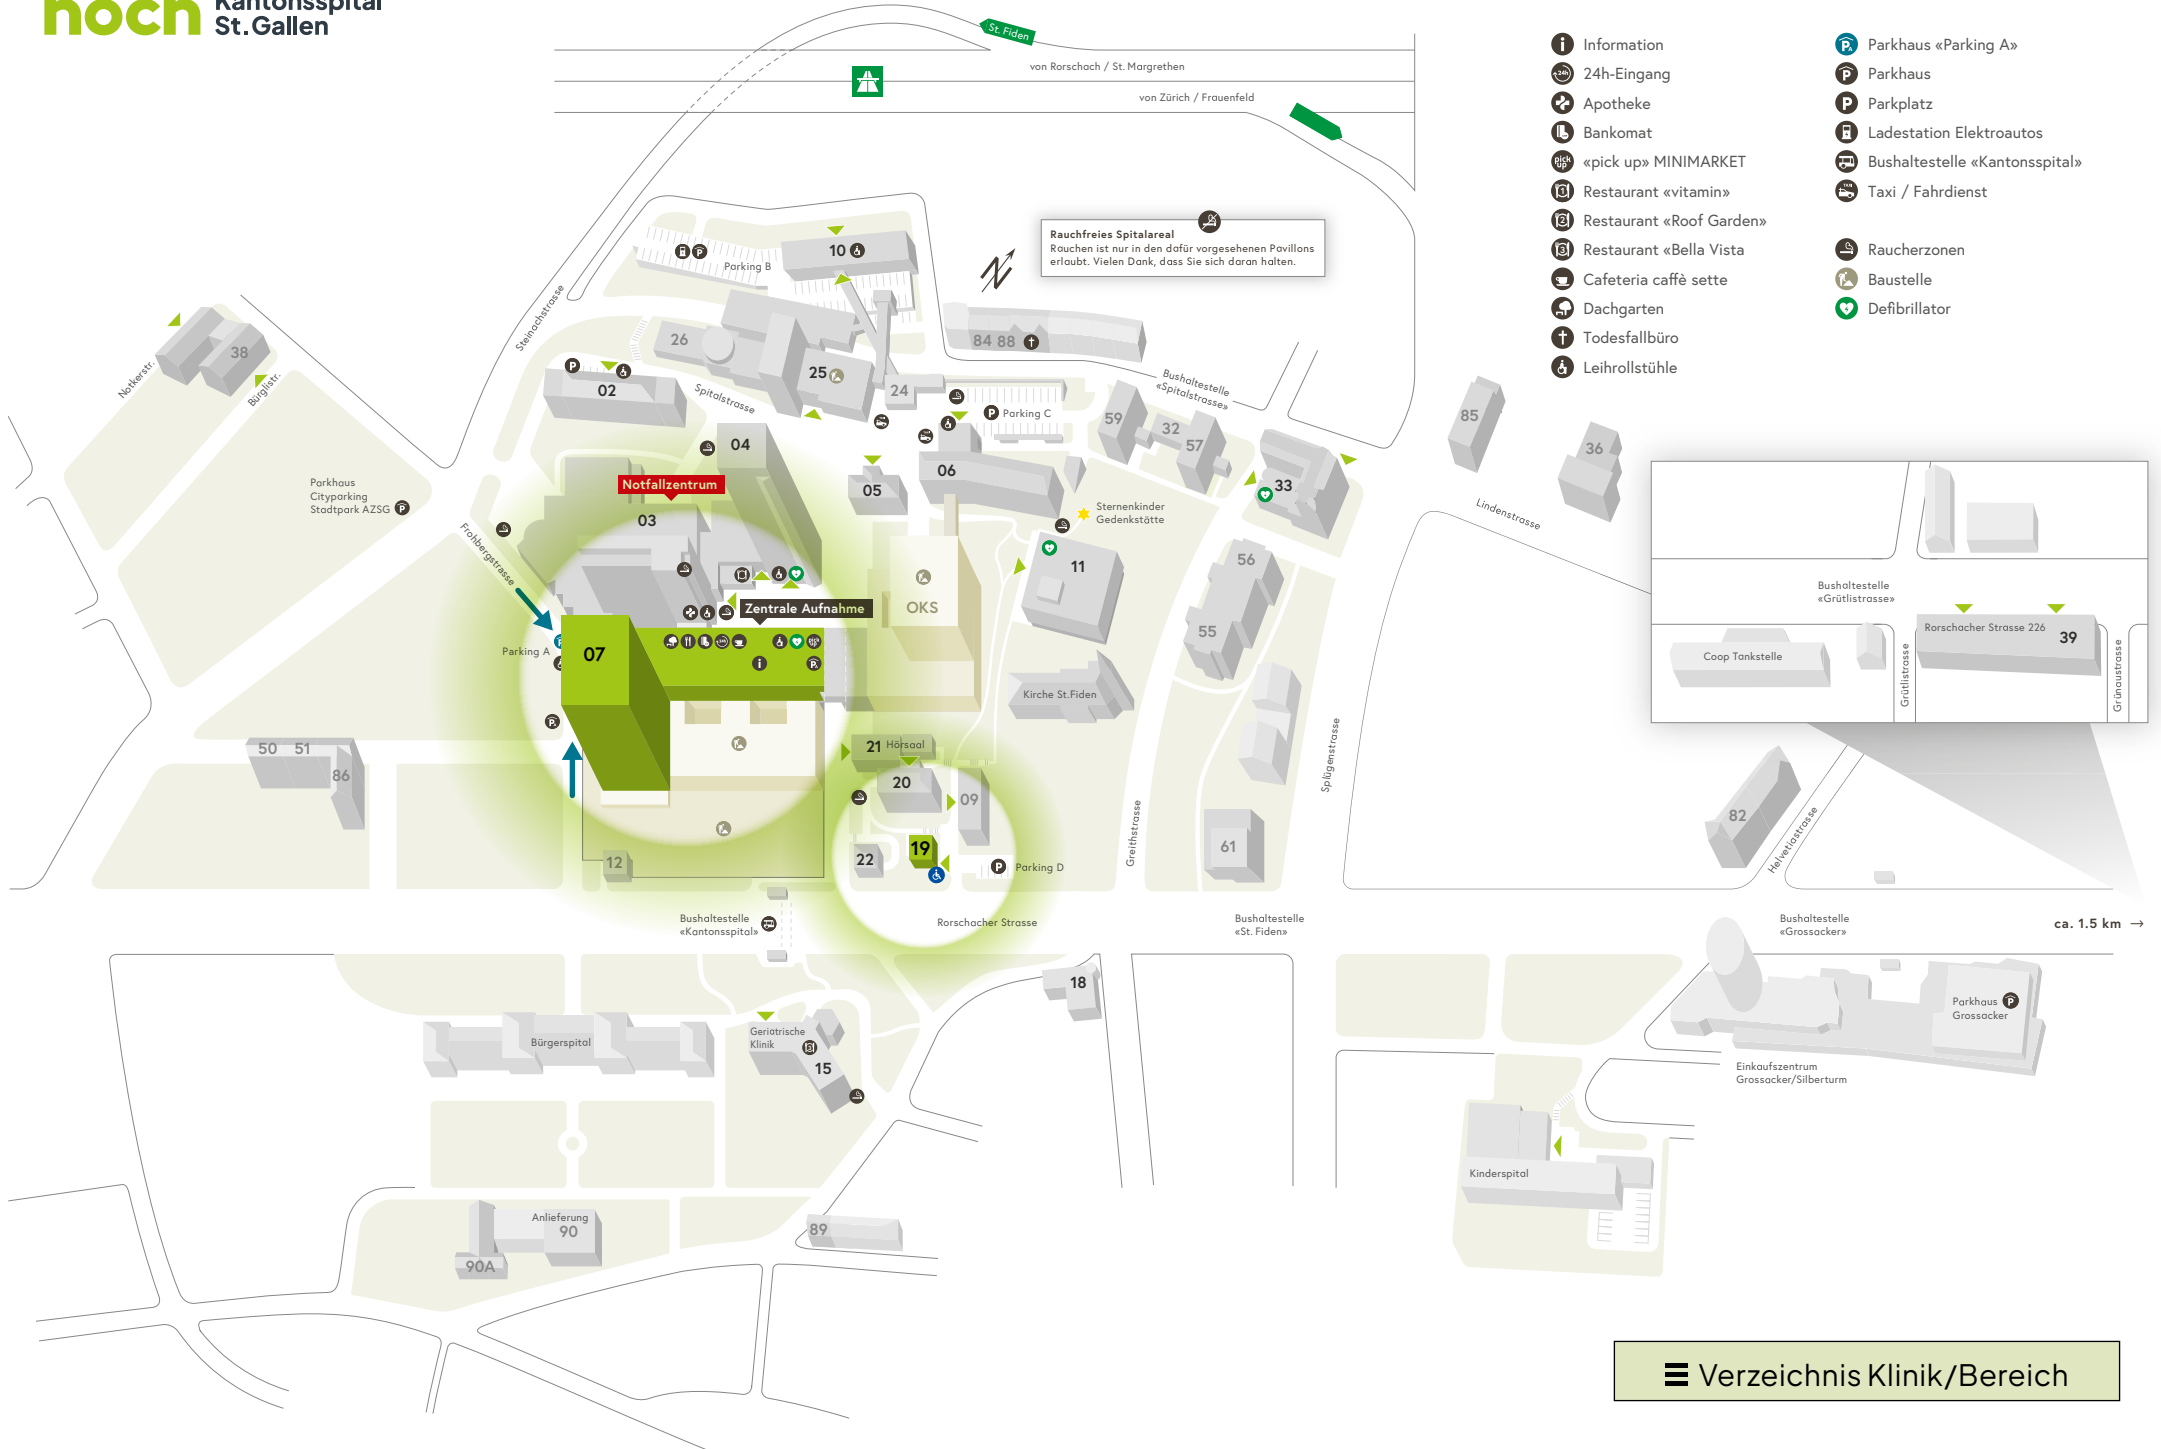 noch
Kantonsspital
St.Gallen
St. Fiden
von Rorschach / St. Margrethen
von Zürich / Frauenfeld
Information
24h-Eingang
Apotheke
Bankomat
«pick up» MINIMARKET
Restaurant «vitamin»
Restaurant «Roof Garden»
Restaurant «Bella Vista
Cafeteria caffè sette
Dachgarten
Todesfallbüro
Leihrollstühle
Parkhaus «Parking A»
Parkhaus
Parkplatz
Ladestation Elektroautos
Bushaltestelle «Kantonsspital»
Taxi / Fahrdienst
Raucherzonen
Baustelle
Defibrillator
Rauchfreies Spitalareal
Rauchen ist nur in den dafür vorgesehenen Pavillons
erlaubt. Vielen Dank, dass Sie sich daran halten.
N
10
Parking B
Steinachstrasse
26
25
24
84 88
02
Spitalstrasse
Bushaltestelle
«Spitalstrasse»
Parking C
59
32
57
38
Notkerstr.
Bürglistr.
85
36
04
Notfallzentrum
03
05
06
33
Parkhaus
Cityparking
Stadtpark AZSG
Frohbergstrasse
Sternenkinder
Gedenkstätte
Lindenstrasse
11
56
55
OKS
Zentrale Aufnahme
Parking A
07
Kirche St.Fiden
Bushaltestelle
«Grütlistrasse»
Rorschacher Strasse 226
39
Coop Tankstelle
Grütlistrasse
Grünaustrasse
50 51
86
21
Hörsaal
20
09
19
22
12
Parking D
Greithstrasse
Splügenstrasse
61
82
Helvetiastrasse
Bushaltestelle
«Kantonsspital»
Rorschacher Strasse
Bushaltestelle
«St. Fiden»
Bushaltestelle
«Grossacker»
ca. 1.5 km →
18
Parkhaus
Grossacker
Einkaufszentrum
Grossacker/Silberturm
Bürgerspital
Geriatrische
Klinik
15
Kinderspital
Anlieferung
90
90A
89
Verzeichnis Klinik/Bereich